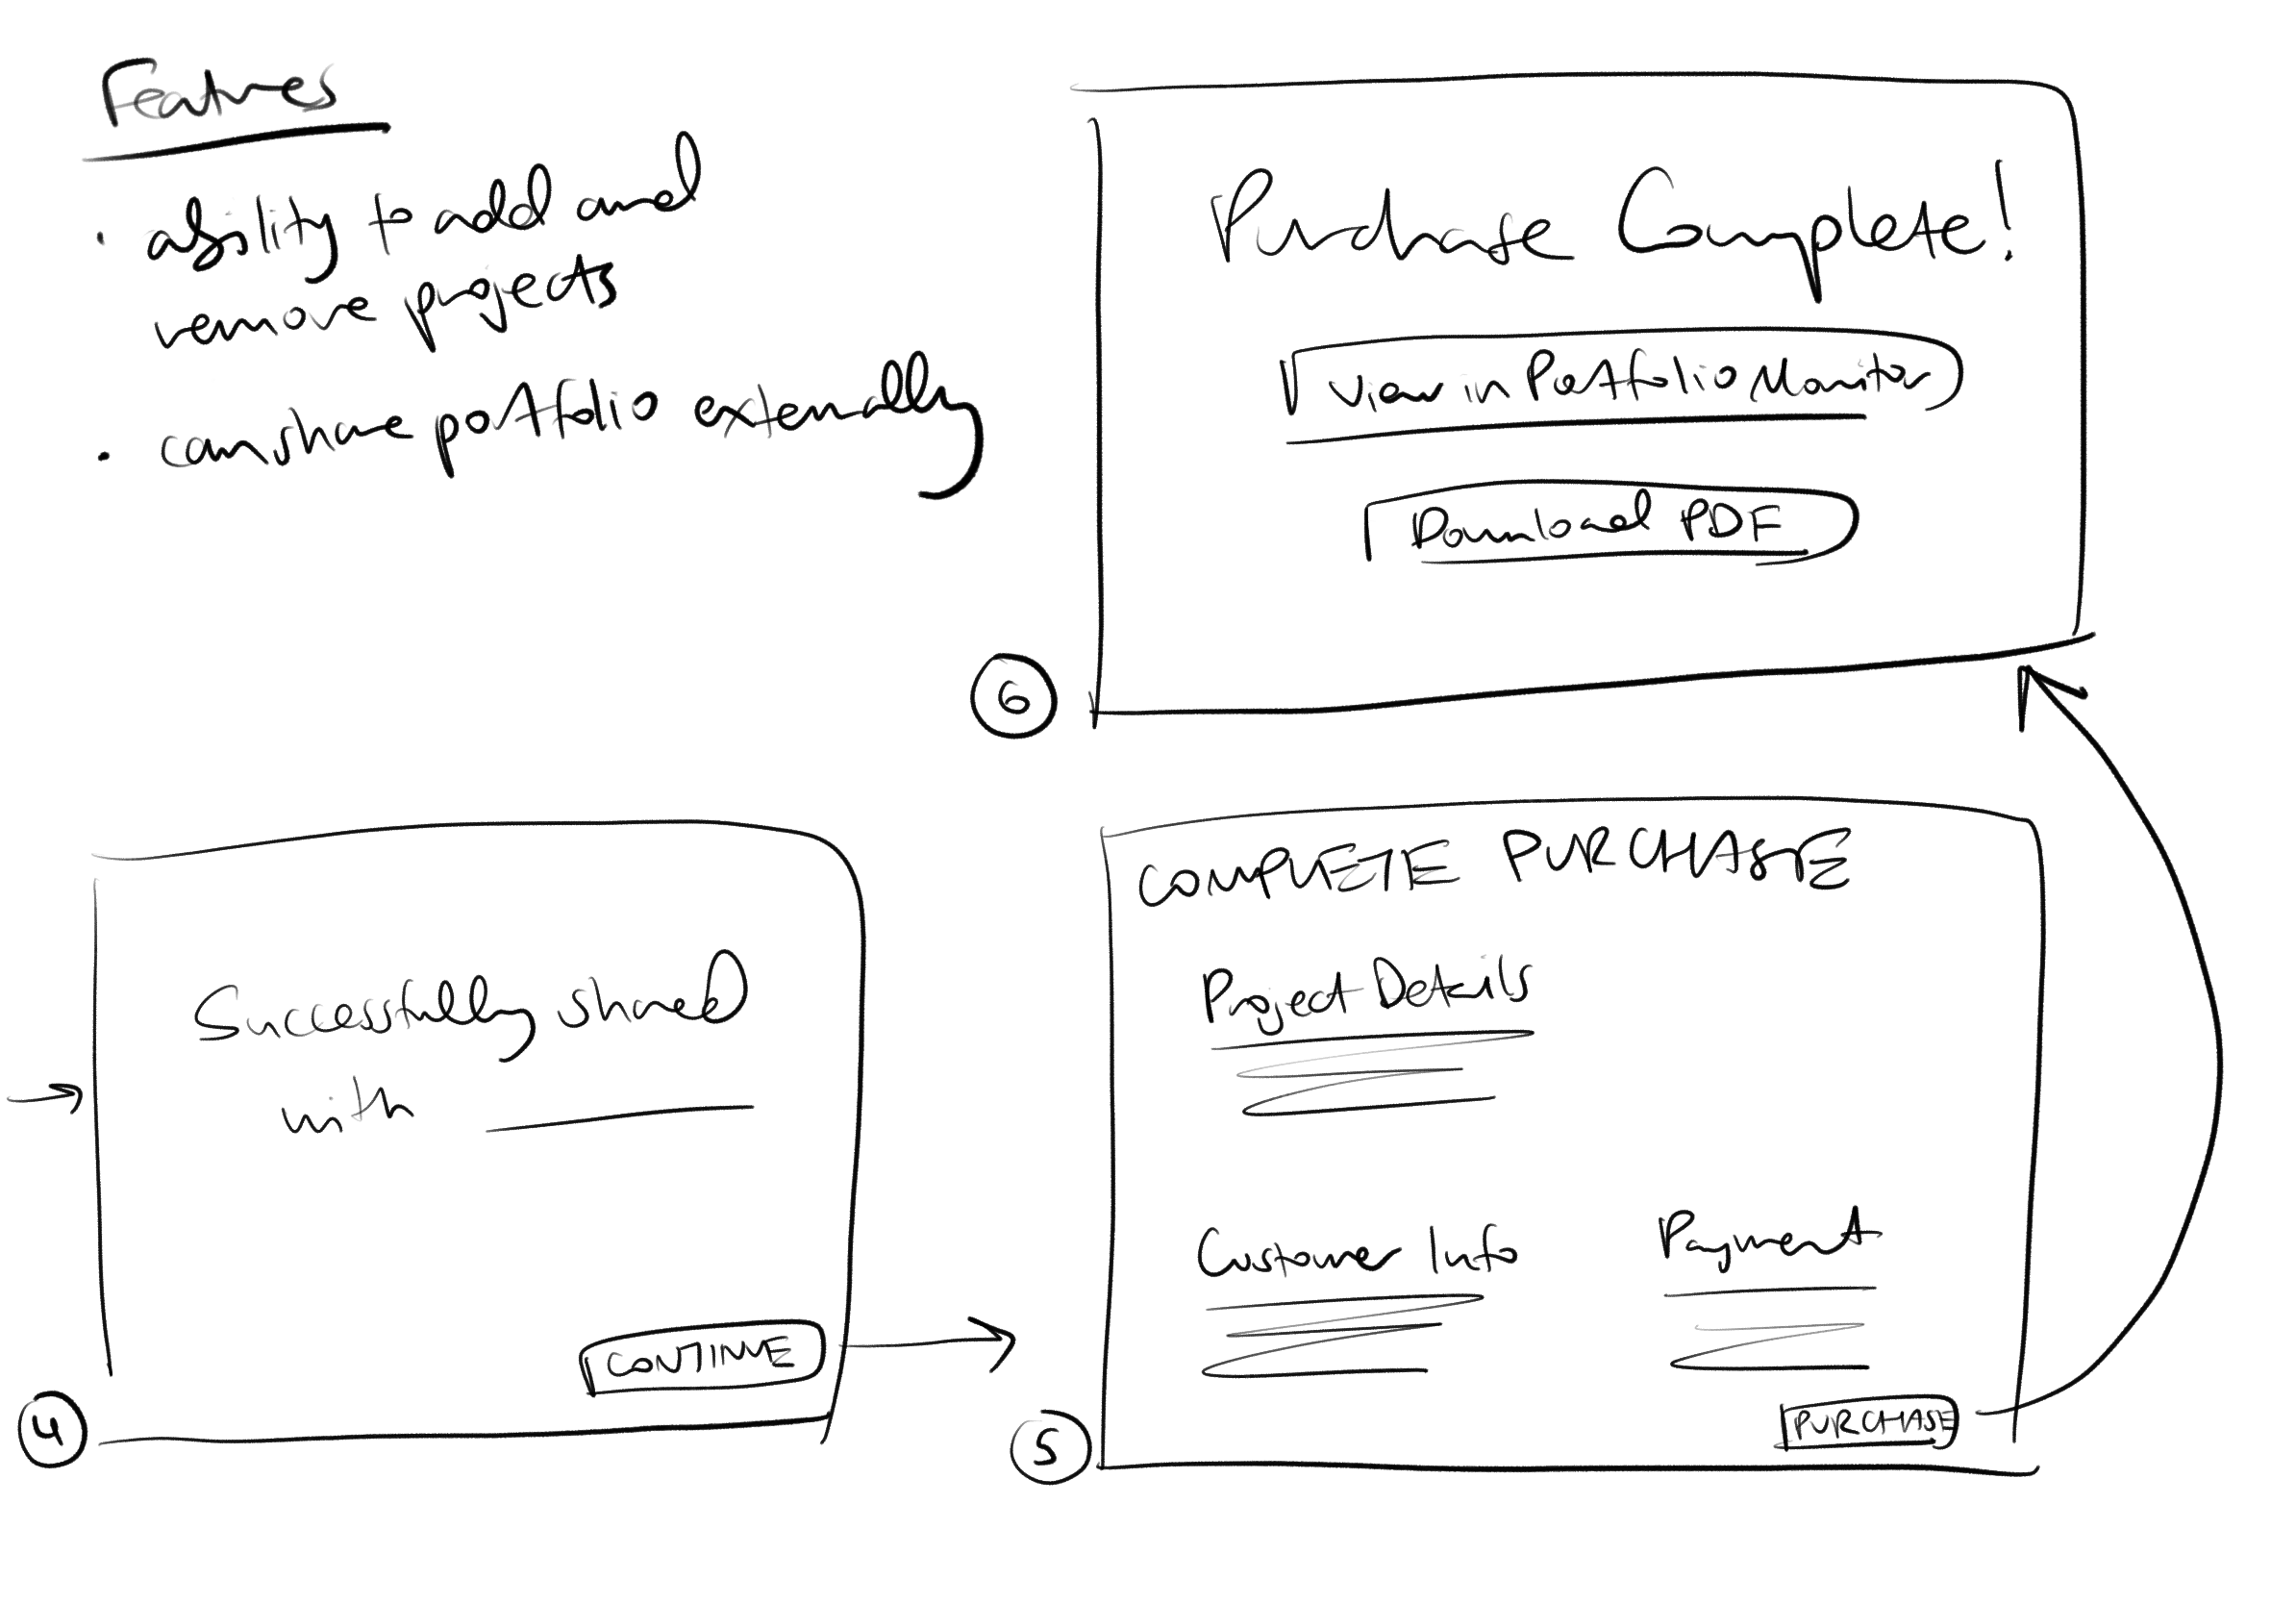 Features
• ability to add and
remove projects
• can share portfolio externally
Purchase Complete!
View in Portfolio Monitor
Download PDF
6
Successfully shared
with
CONTINUE
4
COMPLETE PURCHASE
Project Details
Customer Info
Payment
PURCHASE
5